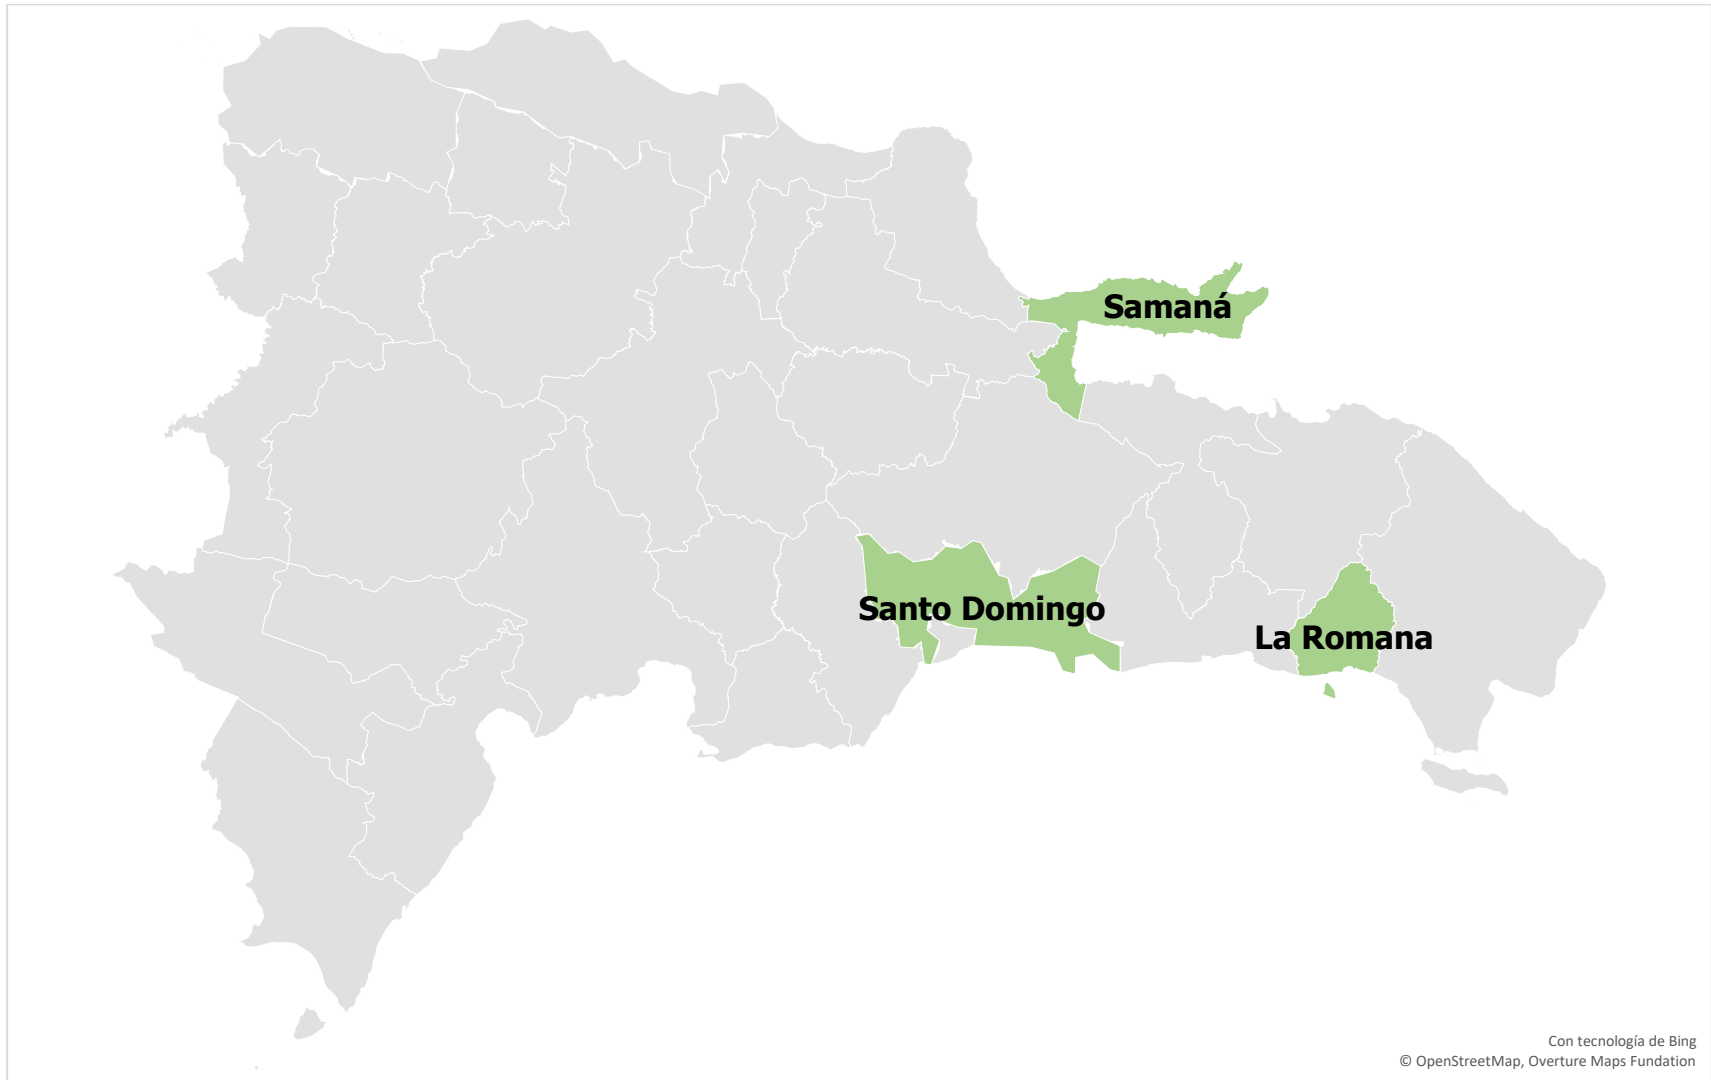 Samaná
Santo Domingo
La Romana
Con tecnología de Bing
© OpenStreetMap, Overture Maps Fundation